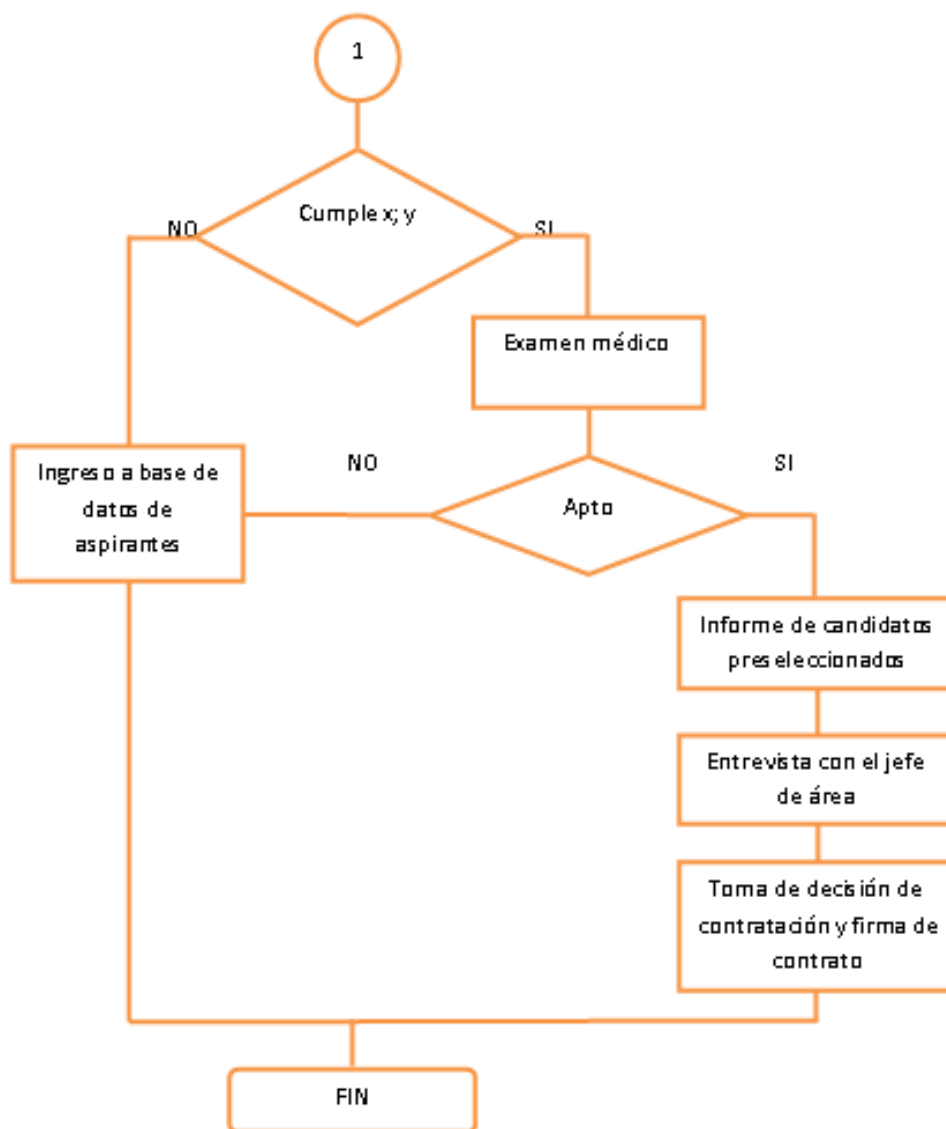 1
Cumple x; y
NO
SI
Examen médico
NO
SI
Ingreso a base de
datos de
aspirantes
Apto
Informe de candidatos
preseleccionados
Entrevista con el jefe
de área
Toma de decisión de
contratación y firma de
contrato
FIN